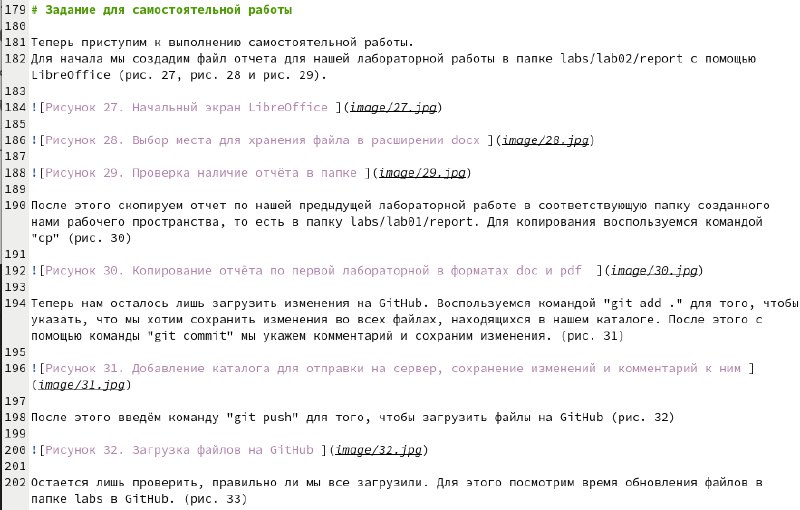 179 # Задание для самостоятельной работы
180
181 Теперь приступим к выполнению самостоятельной работы.
182 Для начала мы создадим файл отчета для нашей лабораторной работы в папке labs/lab02/report с помощью
LibreOffice (рис. 27, рис. 28 и рис. 29).
183
184 ![Рисунок 27. Начальный экран LibreOffice ](image/27.jpg)
185
186 ![Рисунок 28. Выбор места для хранения файла в расширении docx ](image/28.jpg)
187
188 ![Рисунок 29. Проверка наличие отчёта в папке ](image/29.jpg)
189
190 После этого скопируем отчет по нашей предыдущей лабораторной работе в соответствующую папку созданного
нами рабочего пространства, то есть в папку labs/lab01/report. Для копирования воспользуемся командой
"cp" (рис. 30)
191
192 ![Рисунок 30. Копирование отчёта по первой лабораторной в форматах doc и pdf  ](image/30.jpg)
193
194 Теперь нам осталось лишь загрузить изменения на GitHub. Воспользуемся командой "git add ." для того, чтобы
указать, что мы хотим сохранить изменения во всех файлах, находящихся в нашем каталоге. После этого с
помощью команды "git commit" мы укажем комментарий и сохраним изменения. (рис. 31)
195
196 ![Рисунок 31. Добавление каталога для отправки на сервер, сохранение изменений и комментарий к ним ]
(image/31.jpg)
197
198 После этого введём команду "git push" для того, чтобы загрузить файлы на GitHub (рис. 32)
199
200 ![Рисунок 32. Загрузка файлов на GitHub ](image/32.jpg)
201
202 Остается лишь проверить, правильно ли мы все загрузили. Для этого посмотрим время обновления файлов в
папке labs в GitHub. (рис. 33)